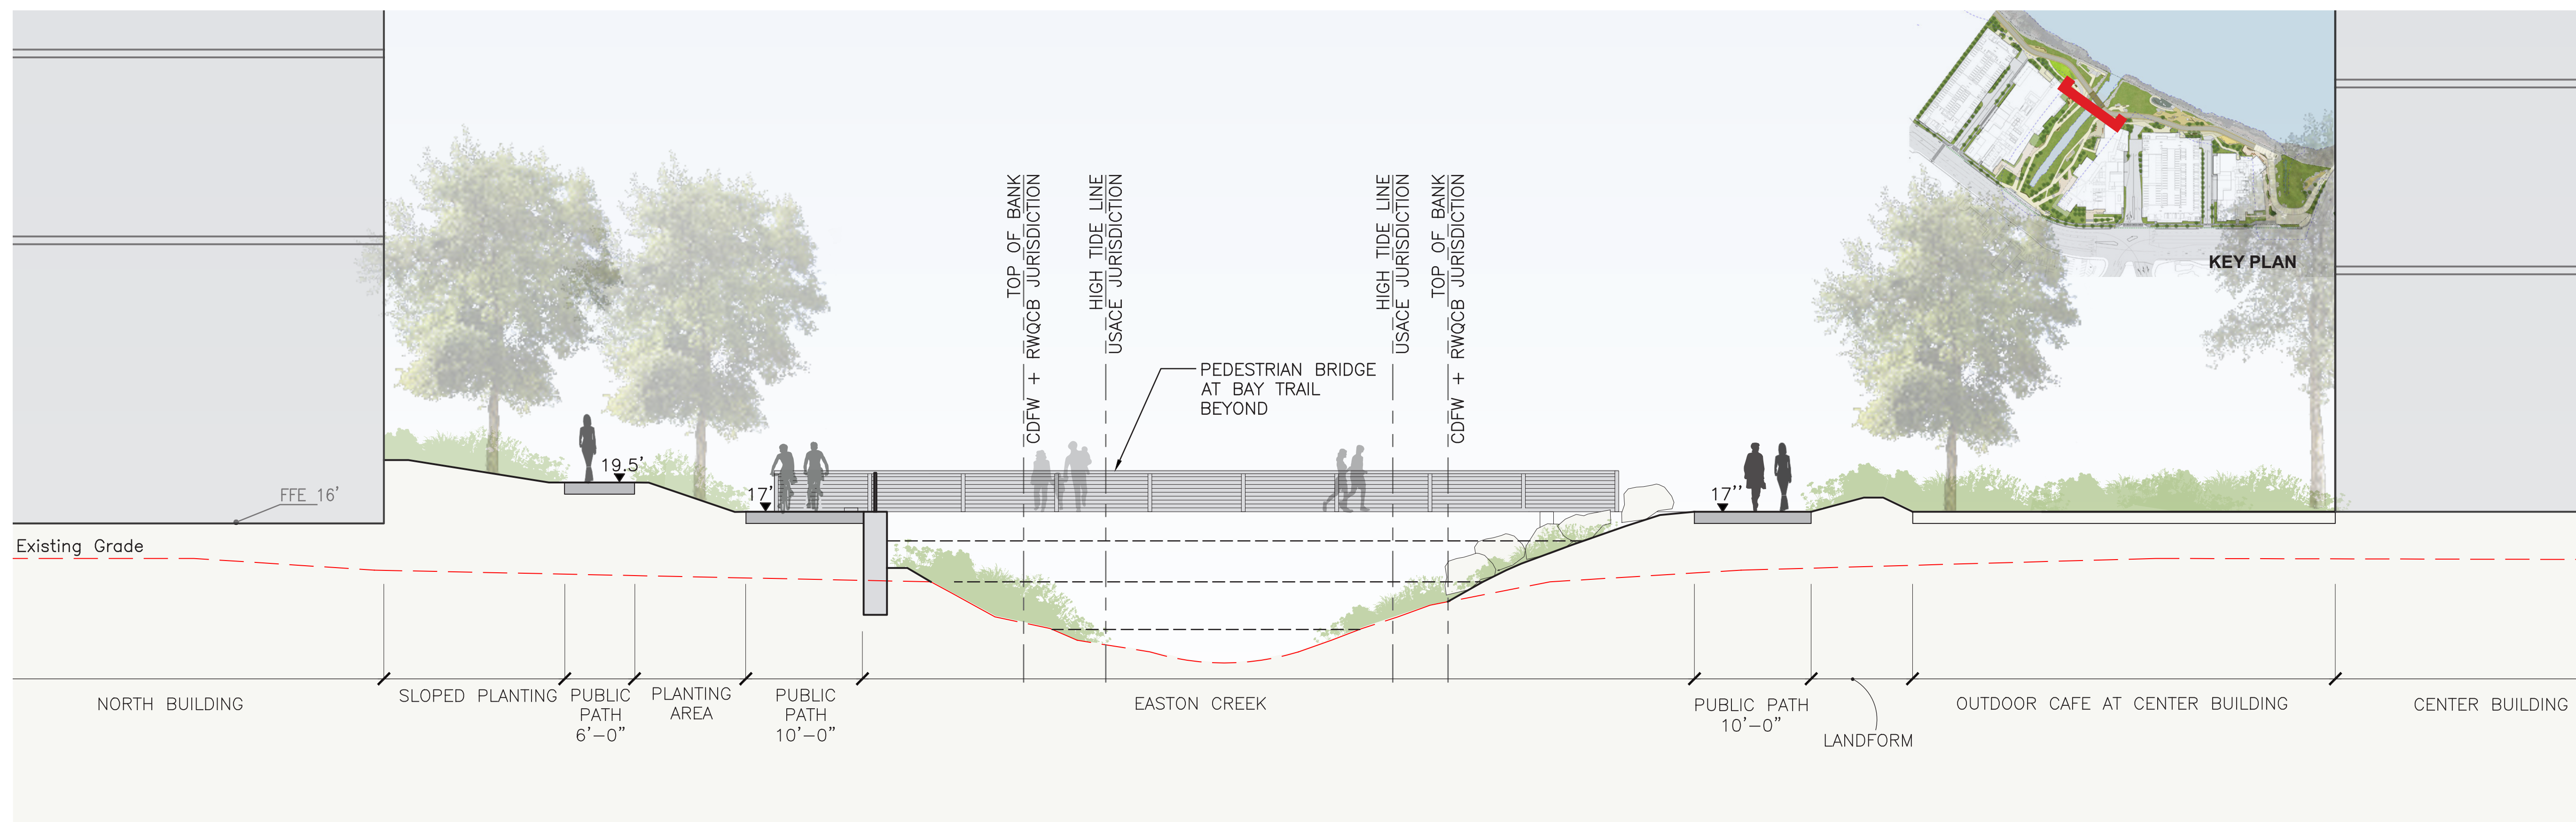 KEY PLAN
TOP OF BANK
CDFW + RWQCB JURISDICTION
HIGH TIDE LINE
USACE JURISDICTION
HIGH TIDE LINE
USACE JURISDICTION
TOP OF BANK
CDFW + RWQCB JURISDICTION
PEDESTRIAN BRIDGE
AT BAY TRAIL
BEYOND
19.5'
17'
17''
FFE 16'
Existing Grade
NORTH BUILDING
SLOPED PLANTING
PUBLIC
PATH
6'-0"
PLANTING
AREA
PUBLIC
PATH
10'-0"
EASTON CREEK
PUBLIC PATH
10'-0"
LANDFORM
OUTDOOR CAFE AT CENTER BUILDING
CENTER BUILDING